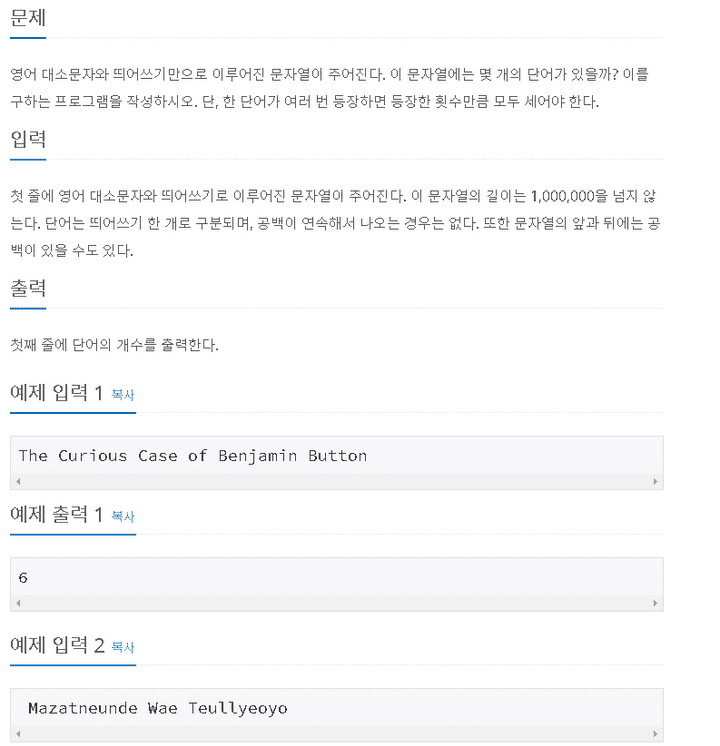 문제
영어 대소문자와 띄어쓰기만으로 이루어진 문자열이 주어진다. 이 문자열에는 몇 개의 단어가 있을까? 이를
구하는 프로그램을 작성하시오. 단, 한 단어가 여러 번 등장하면 등장한 횟수만큼 모두 세어야 한다.
입력
첫 줄에 영어 대소문자와 띄어쓰기로 이루어진 문자열이 주어진다. 이 문자열의 길이는 1,000,000을 넘지 않
는다. 단어는 띄어쓰기 한 개로 구분되며, 공백이 연속해서 나오는 경우는 없다. 또한 문자열의 앞과 뒤에는 공
백이 있을 수도 있다.
출력
첫째 줄에 단어의 개수를 출력한다.
예제 입력 1 복사
The Curious Case of Benjamin Button
예제 출력 1 복사
6
예제 입력 2 복사
 Mazatneunde Wae Teullyeoyo